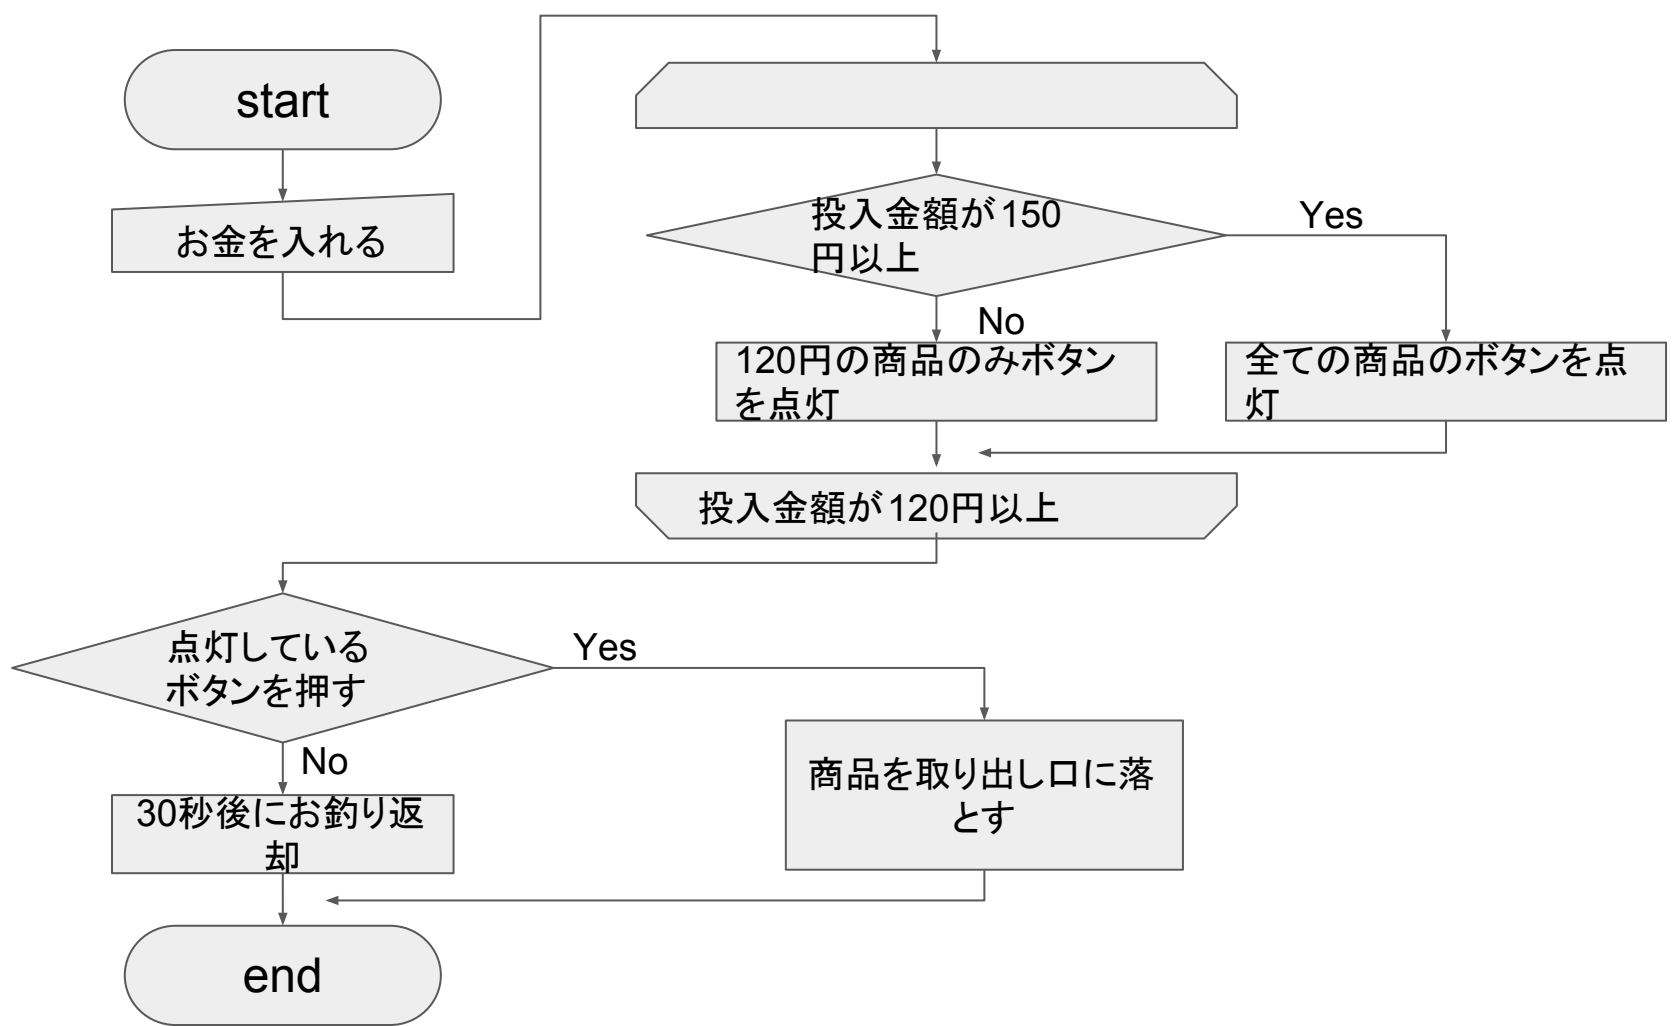 start
お金を入れる
投入金額が150
円以上
Yes
No
120円の商品のみボタン
を点灯
全ての商品のボタンを点
灯
投入金額が120円以上
点灯している
ボタンを押す
Yes
No
商品を取り出し口に落
とす
30秒後にお釣り返
却
end